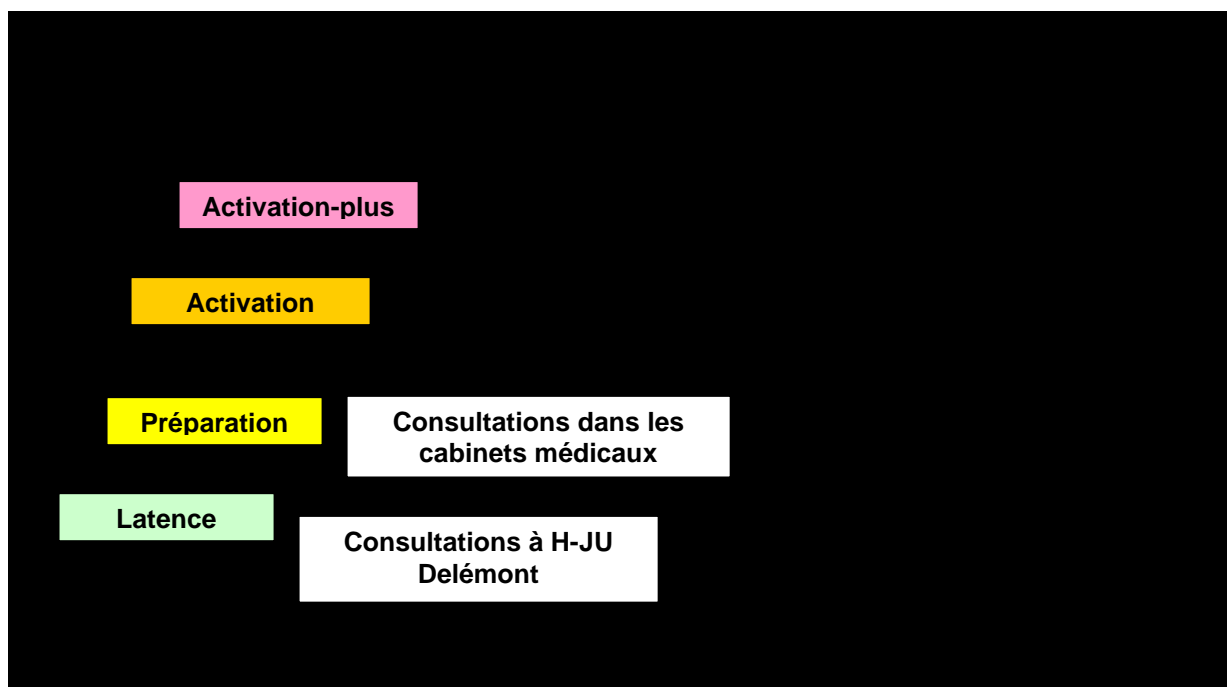 Activation-plus
Activation
Préparation
Consultations dans les
cabinets médicaux
Latence
Consultations à H-JU
Delémont